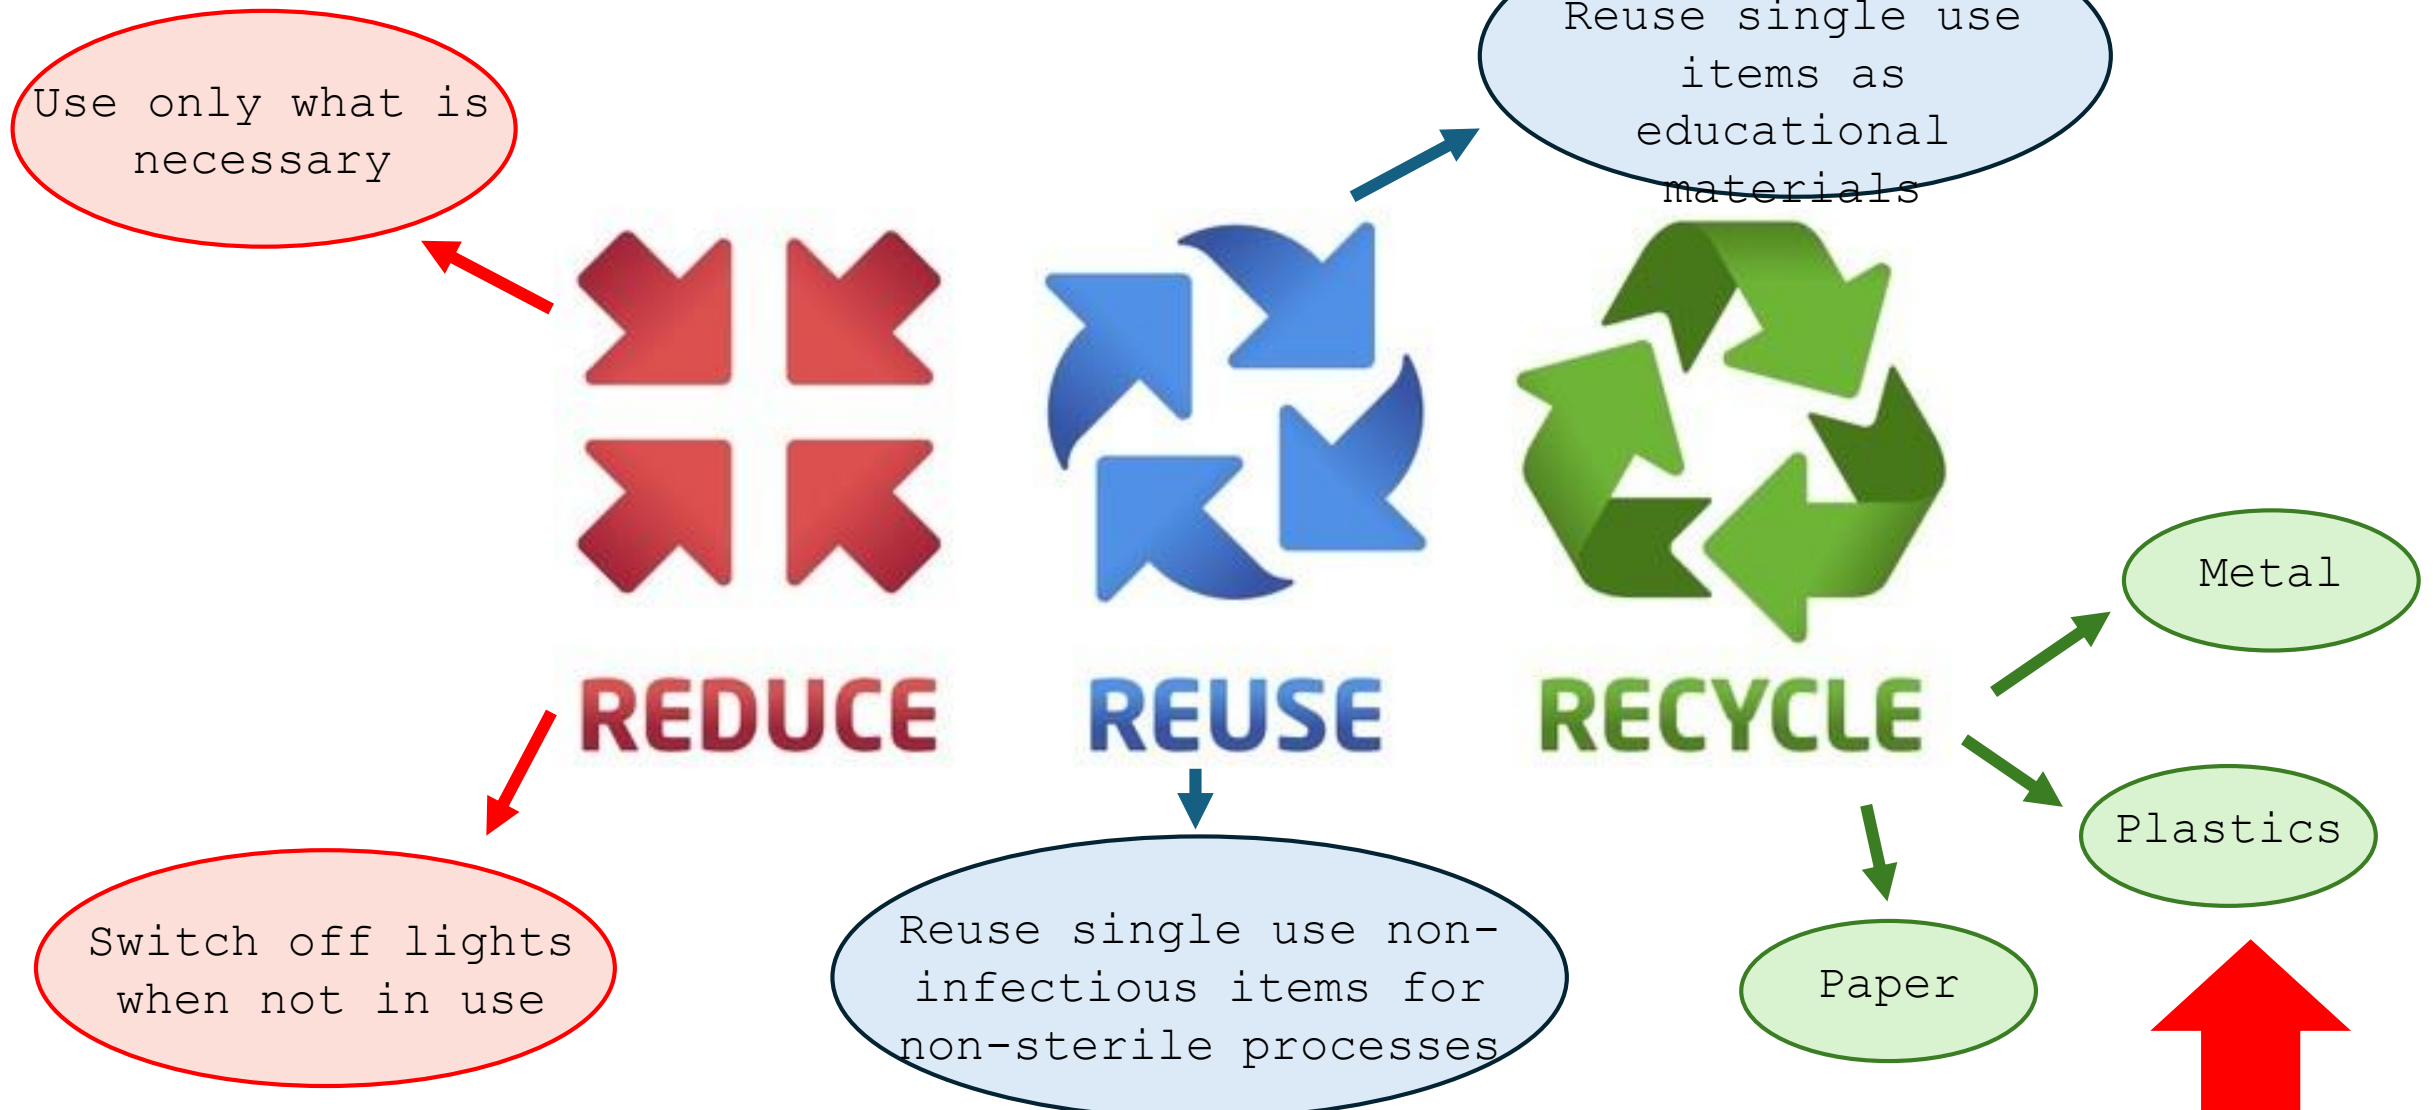 Use only what is
necessary
Reuse single use
items as
educational
materials
REDUCE
REUSE
RECYCLE
Metal
Plastics
Paper
Switch off lights
when not in use
Reuse single use non-
infectious items for
non-sterile processes